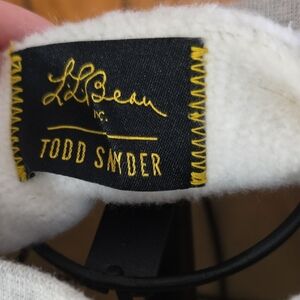 L.L.Bean
INC.
TODD SNYDER